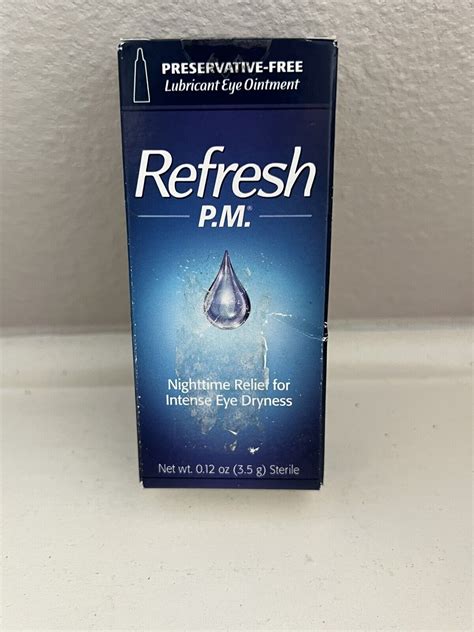 PRESERVATIVE-FREE
Lubricant Eye Ointment
Refresh
P.M.®
Nighttime Relief for
Intense Eye Dryness
Net wt. 0.12 oz (3.5 g) Sterile